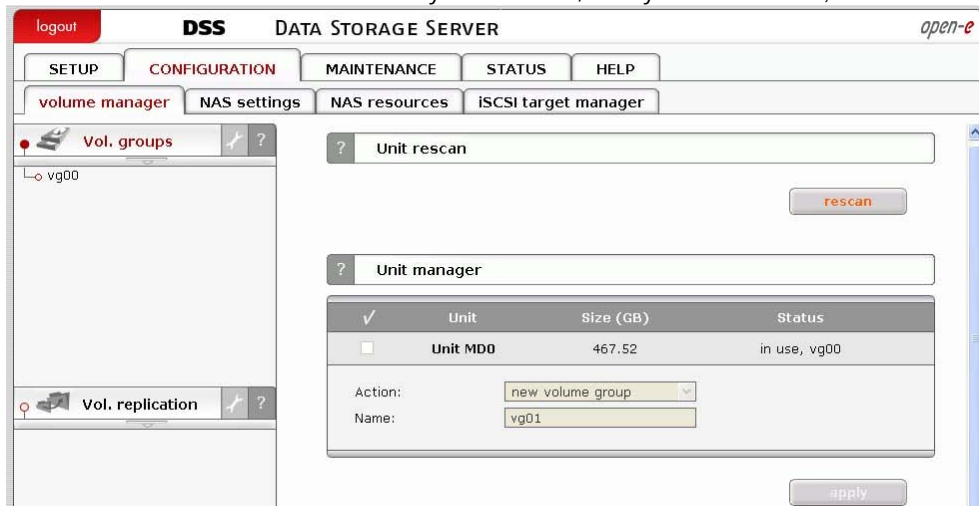 logout DSS DATA STORAGE SERVER open-e
SETUP CONFIGURATION MAINTENANCE STATUS HELP
volume manager NAS settings NAS resources iSCSI target manager
Vol. groups ?
vg00
? Unit rescan
rescan
? Unit manager
Unit Size (GB) Status
Unit MD0 467.52 in use, vg00
Action: new volume group
Name: vg01
Vol. replication ?
apply